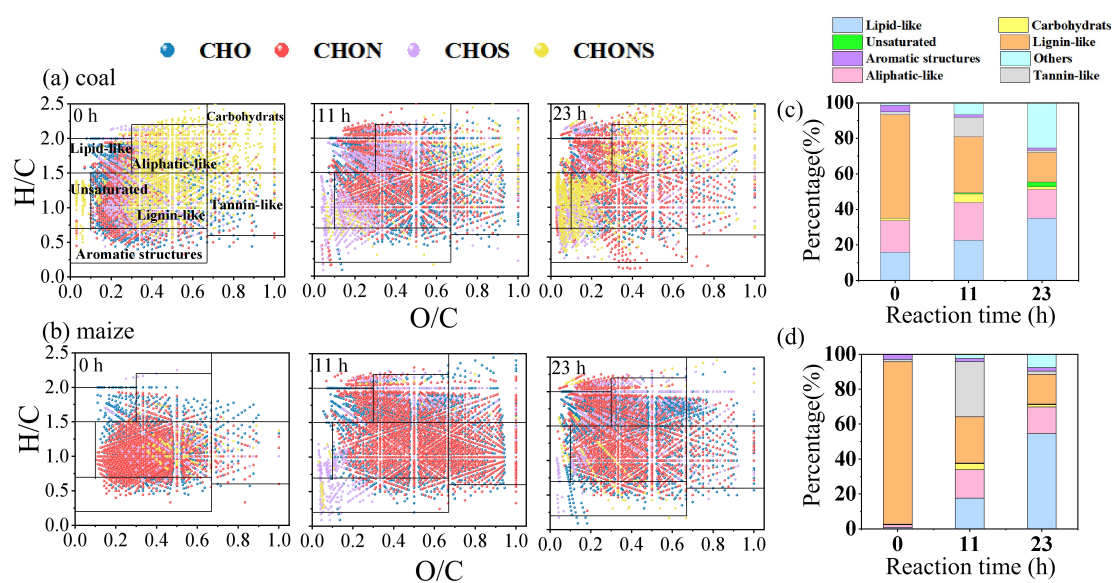 CHO CHON CHOS CHONS
Lipid-like Carbohydrats
Unsaturated Lignin-like
Aromatic structures Others
Aliphatic-like Tannin-like
(a) coal
H/C
2.5
2.0
1.5
1.0
0.5
0.0
0 h
Carbohydrats
Lipid-like
Aliphatic-like
Unsaturated
Tannin-like
Lignin-like
Aromatic structures
11 h
23 h
0.0 0.2 0.4 0.6 0.8 1.0
0.0 0.2 0.4 0.6 0.8 1.0
0.0 0.2 0.4 0.6 0.8 1.0
O/C
(c)
Percentage(%)
100
80
60
40
20
0
0 11 23
Reaction time (h)
(b) maize
H/C
2.5
2.0
1.5
1.0
0.5
0.0
0 h
11 h
23 h
0.0 0.2 0.4 0.6 0.8 1.0
0.0 0.2 0.4 0.6 0.8 1.0
0.0 0.2 0.4 0.6 0.8 1.0
O/C
(d)
Percentage(%)
100
80
60
40
20
0
0 11 23
Reaction time (h)